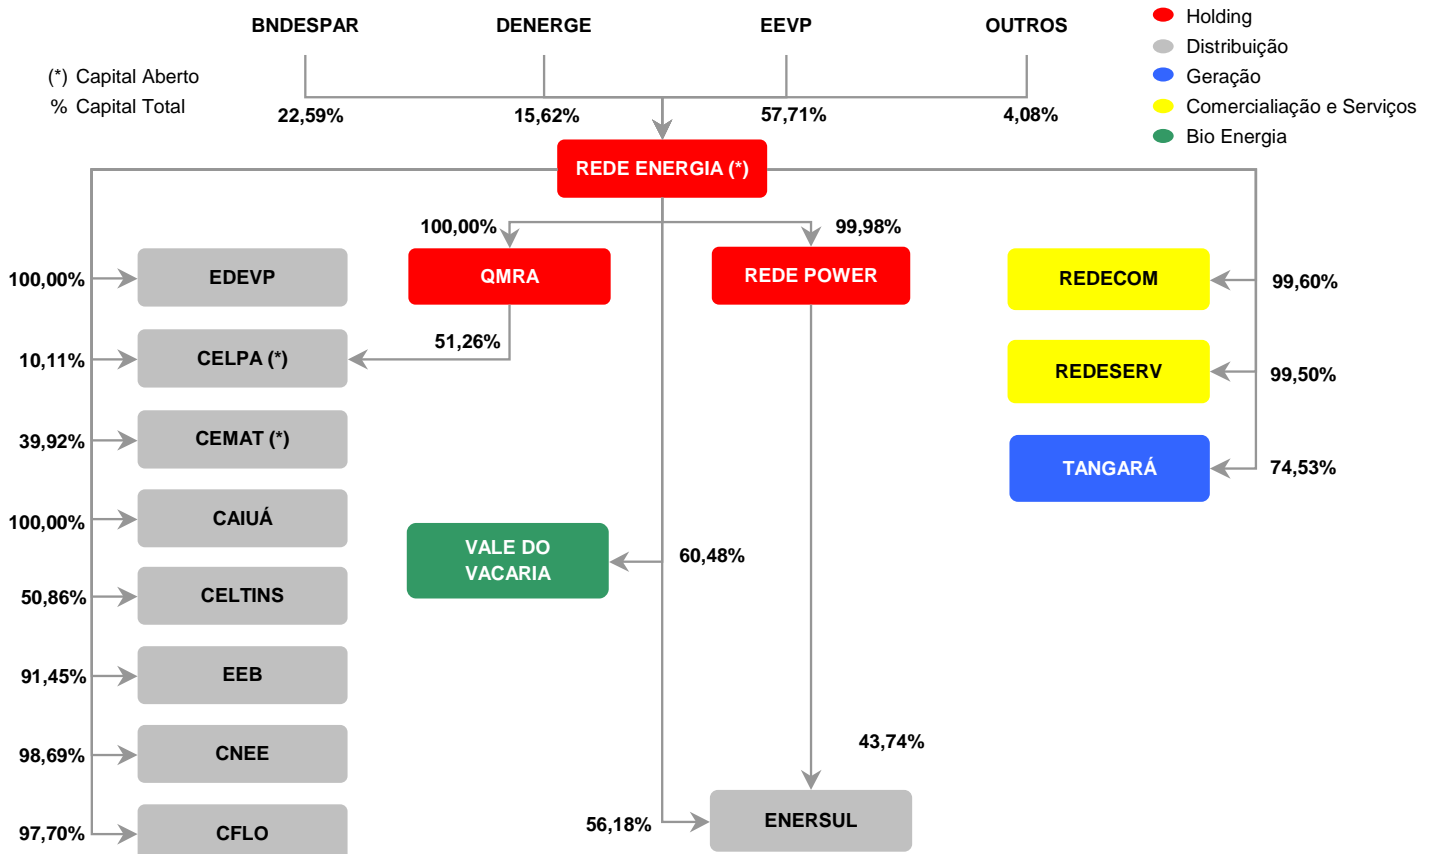 BNDESPAR
DENERGE
EEVP
OUTROS
Holding
Distribuição
Geração
Comercialiação e Serviços
Bio Energia
(*) Capital Aberto
% Capital Total
22,59%
15,62%
57,71%
4,08%
REDE ENERGIA (*)
100,00%
99,98%
100,00%
EDEVP
QMRA
REDE POWER
REDECOM
99,60%
10,11%
CELPA (*)
51,26%
REDESERV
99,50%
39,92%
CEMAT (*)
TANGARÁ
74,53%
100,00%
CAIUÁ
VALE DO
VACARIA
60,48%
50,86%
CELTINS
91,45%
EEB
98,69%
CNEE
43,74%
97,70%
CFLO
56,18%
ENERSUL